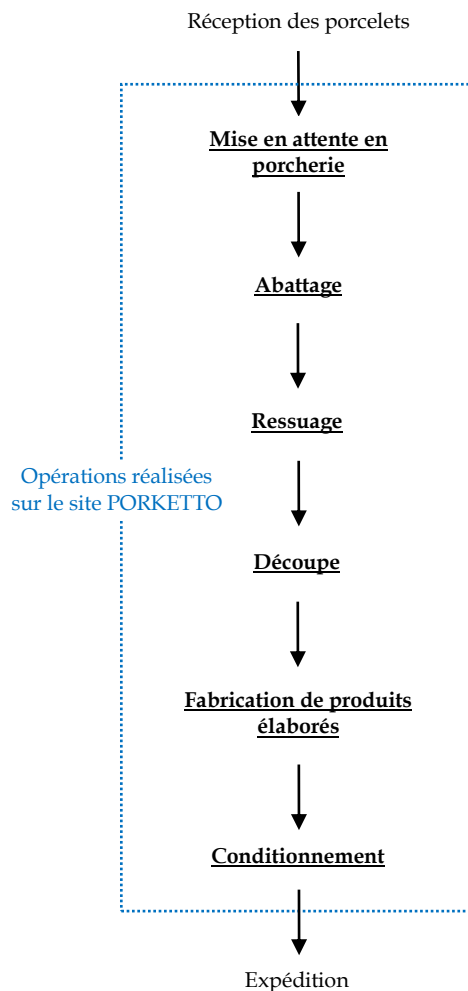 Réception des porcelets
Mise en attente en
porcherie
Abattage
Ressuage
Opérations réalisées
sur le site PORKETTO
Découpe
Fabrication de produits
élaborés
Conditionnement
Expédition